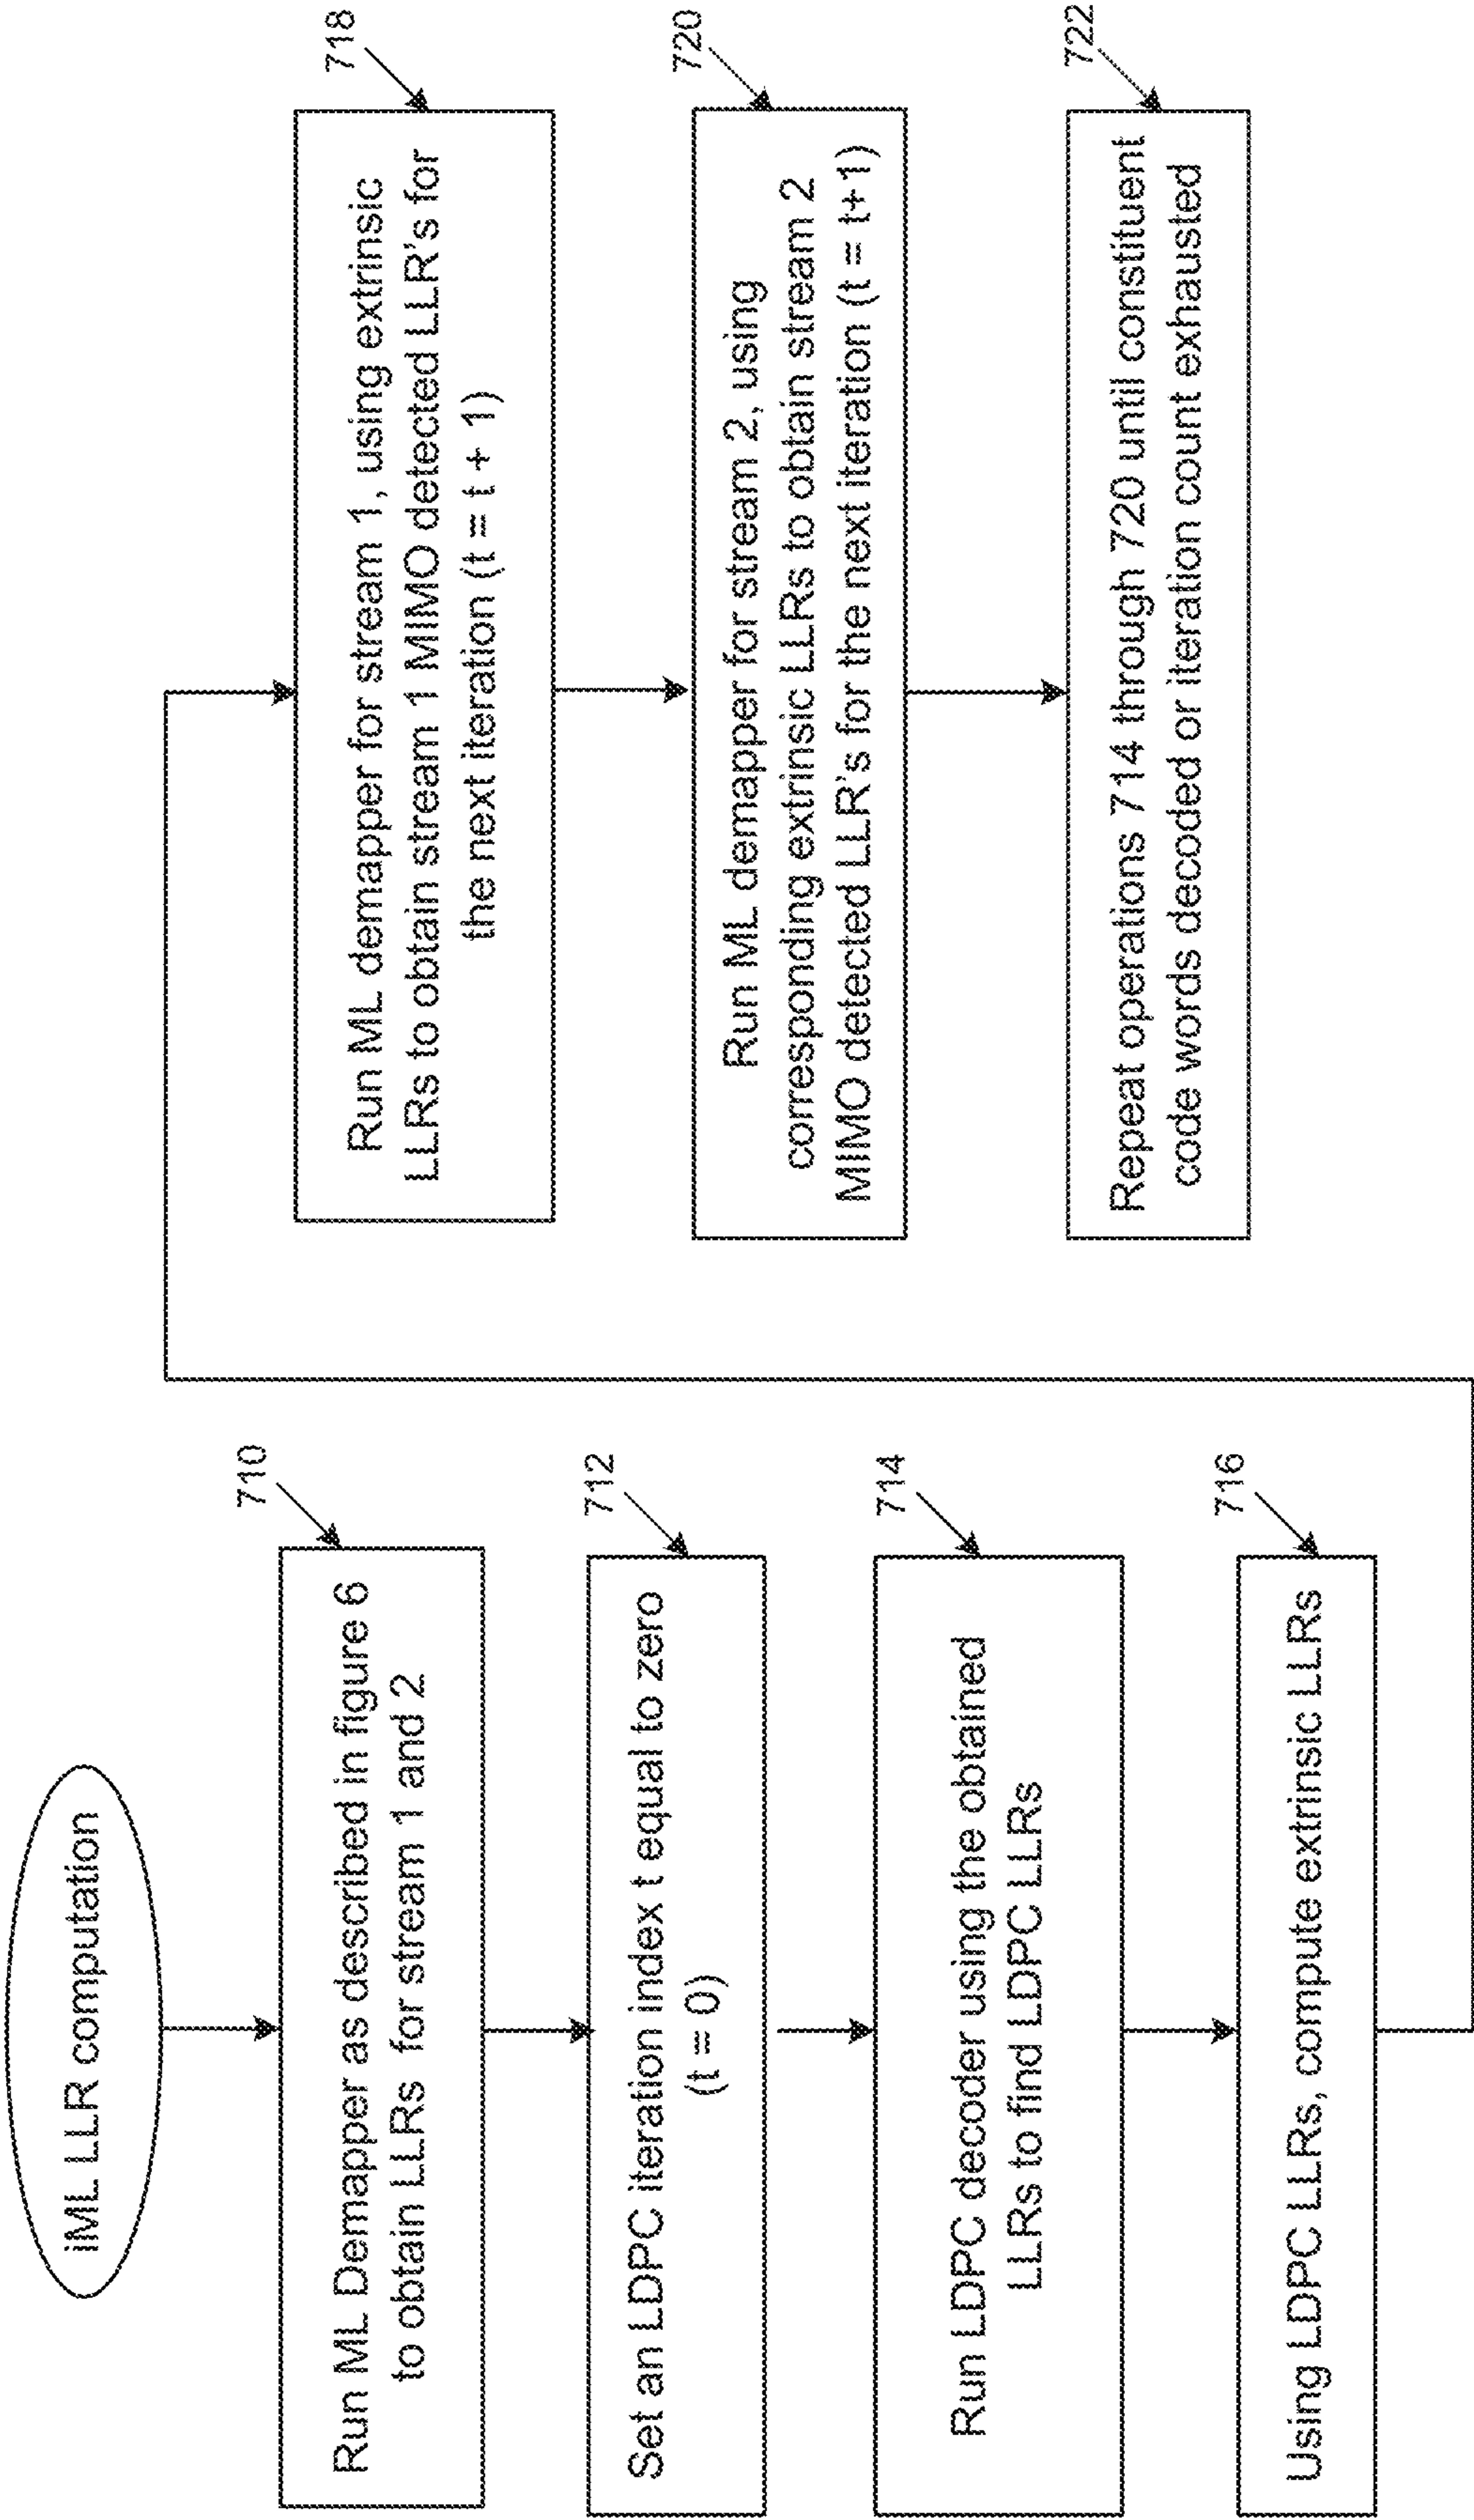 iML LLR computation
710
Run ML Demapper as described in figure 6
to obtain LLRs for stream 1 and 2
712
Set an LDPC iteration index t equal to zero
(t = 0)
714
Run LDPC decoder using the obtained
LLRs to find LDPC LLRs
716
Using LDPC LLRs, compute extrinsic LLRs
718
Run ML demapper for stream 1, using extrinsic
LLRs to obtain stream 1 MIMO detected LLR's for
the next iteration (t = t + 1)
720
Run ML demapper for stream 2, using
corresponding extrinsic LLRs to obtain stream 2
MIMO detected LLR's for the next iteration (t = t+1)
722
Repeat operations 714 through 720 until constituent
code words decoded or iteration count exhausted